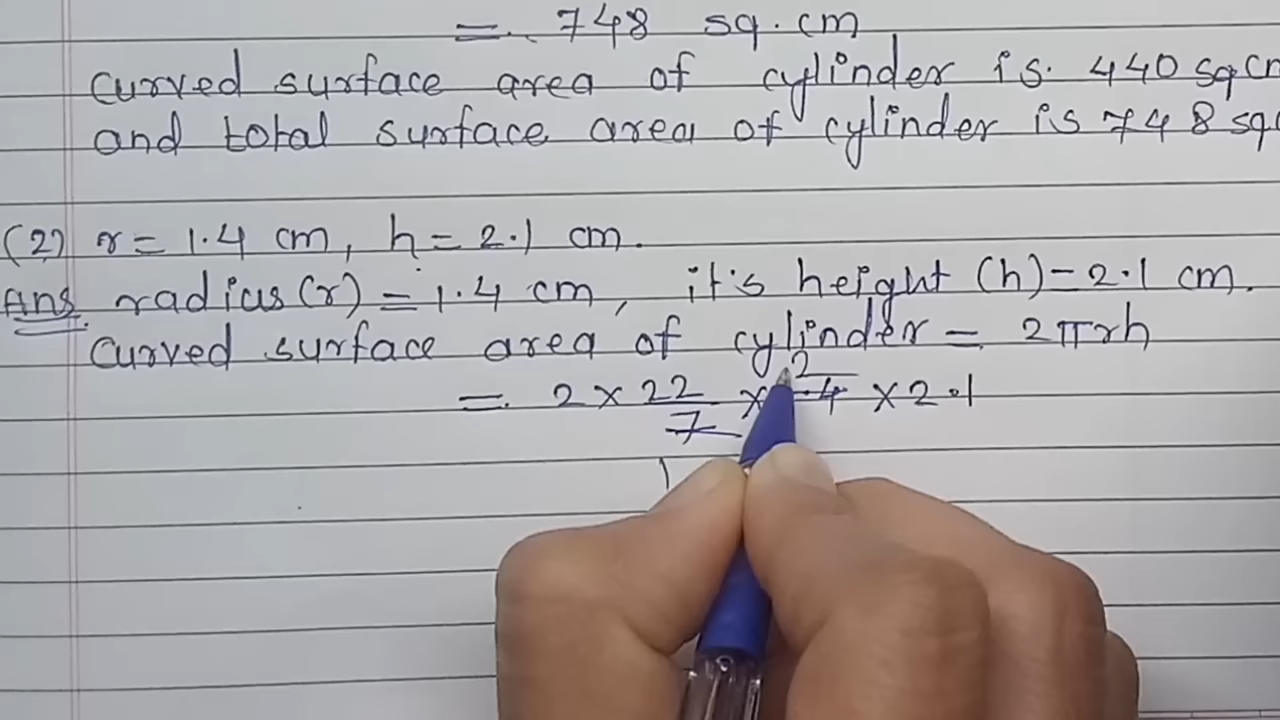 =. 748 sq. cm
curved surface area of cylinder is. 440 sq cm
and total surface area of cylinder is 748 sq
(2) r = 1.4 cm, h = 2.1 cm.
Ans. radius (r) = 1.4 cm, it's height (h) = 2.1 cm.
curved surface area of cylinder = 2πrh
2
=. 2 × 22/7 × .4 × 2.1
1